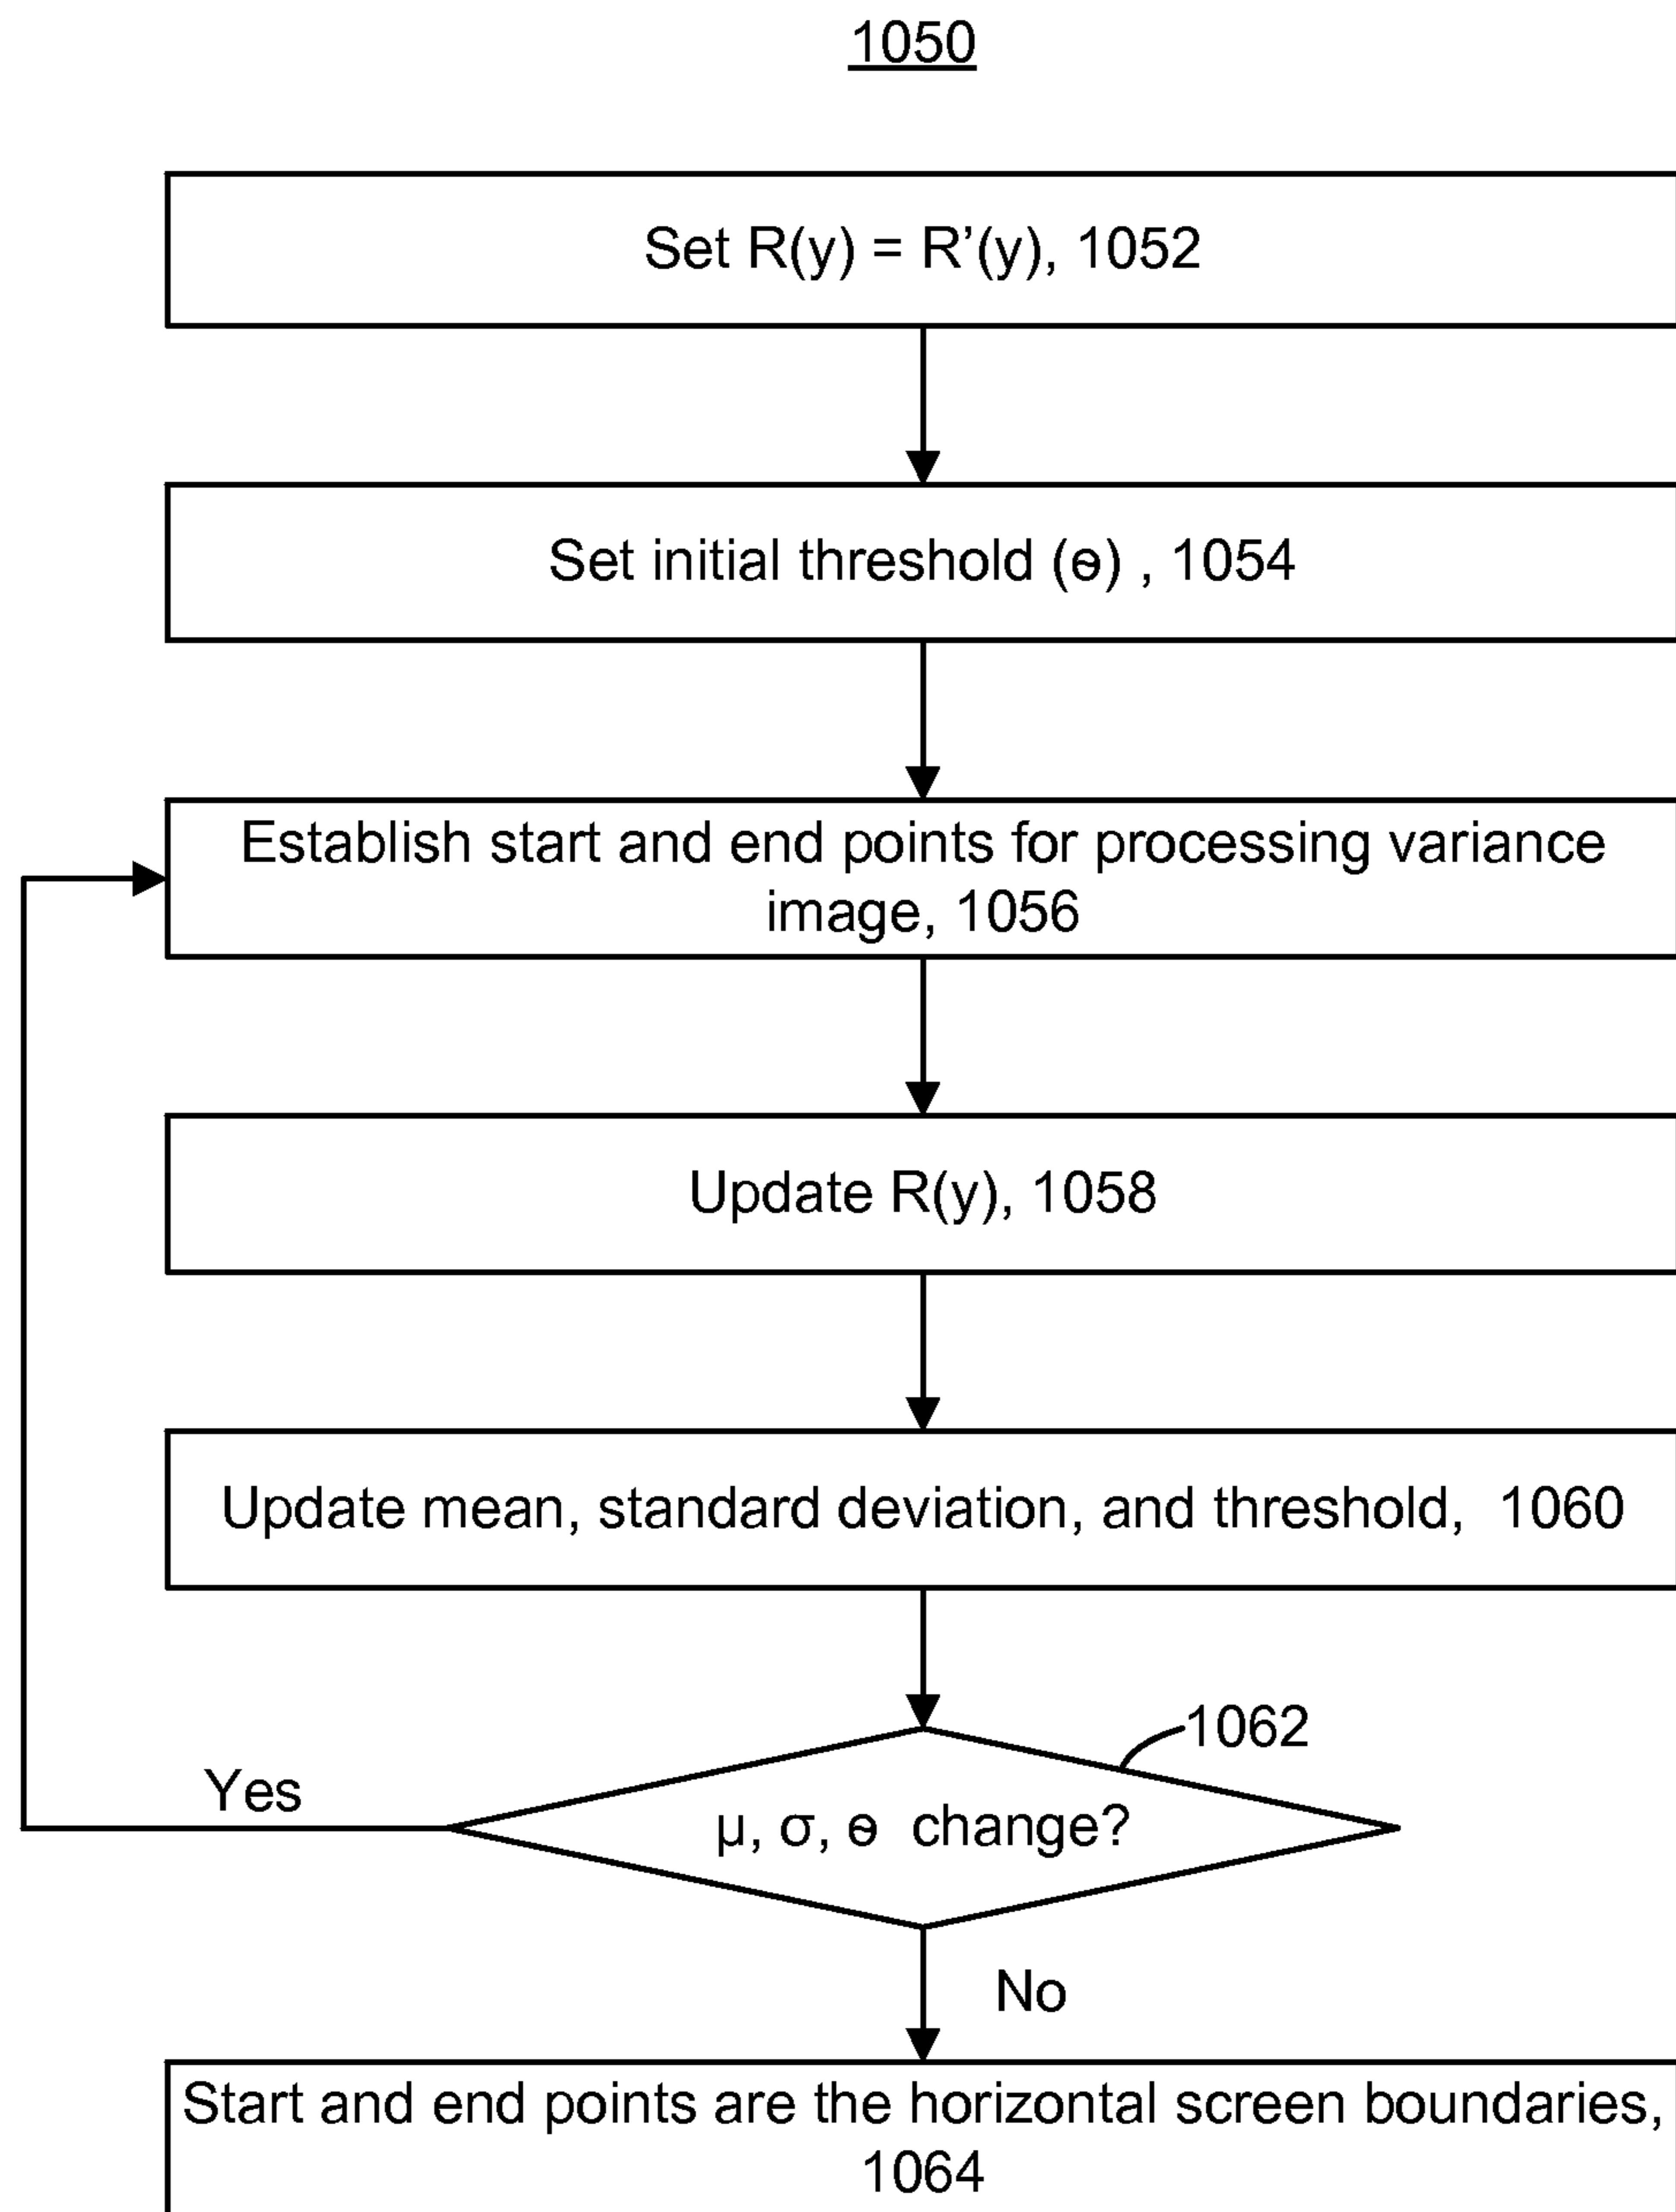 1050
Set R(y) = R’(y), 1052
Set initial threshold (ɵ) , 1054
Establish start and end points for processing variance
image, 1056
Update R(y), 1058
Update mean, standard deviation, and threshold, 1060
1062
Yes
μ, σ, ɵ change?
No
Start and end points are the horizontal screen boundaries,
1064